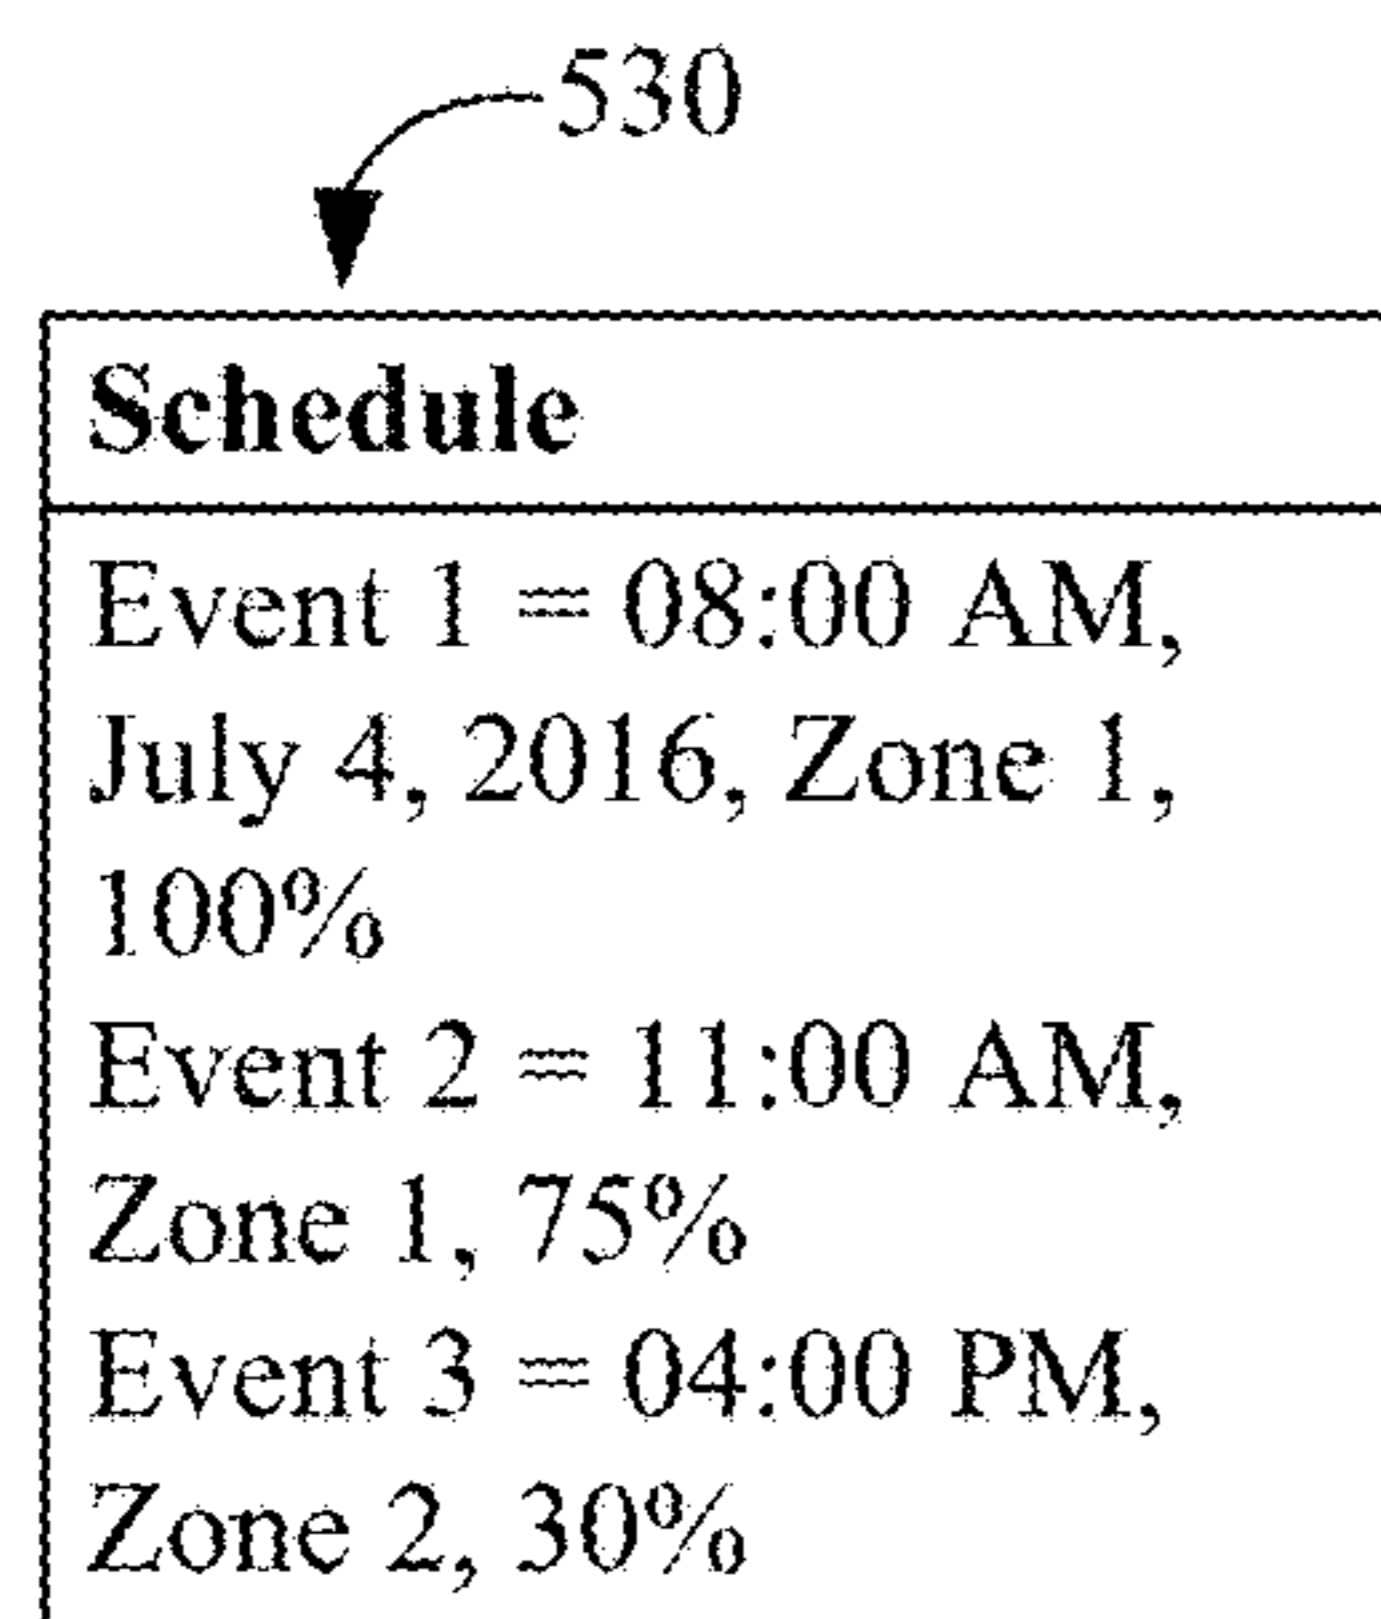 530
Schedule
Event 1 = 08:00 AM,
July 4, 2016, Zone 1,
100%
Event 2 = 11:00 AM,
Zone 1, 75%
Event 3 = 04:00 PM,
Zone 2, 30%